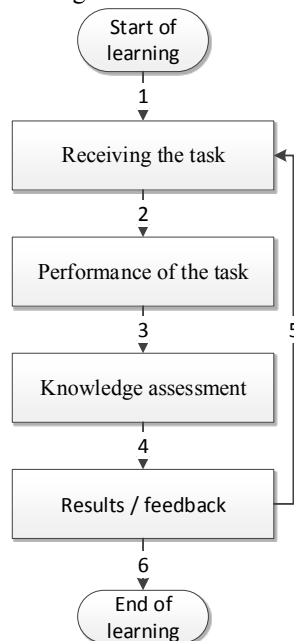 Start of
learning
1
Receiving the task
2
Performance of the task
3
5
Knowledge assessment
4
Results / feedback
6
End of
learning